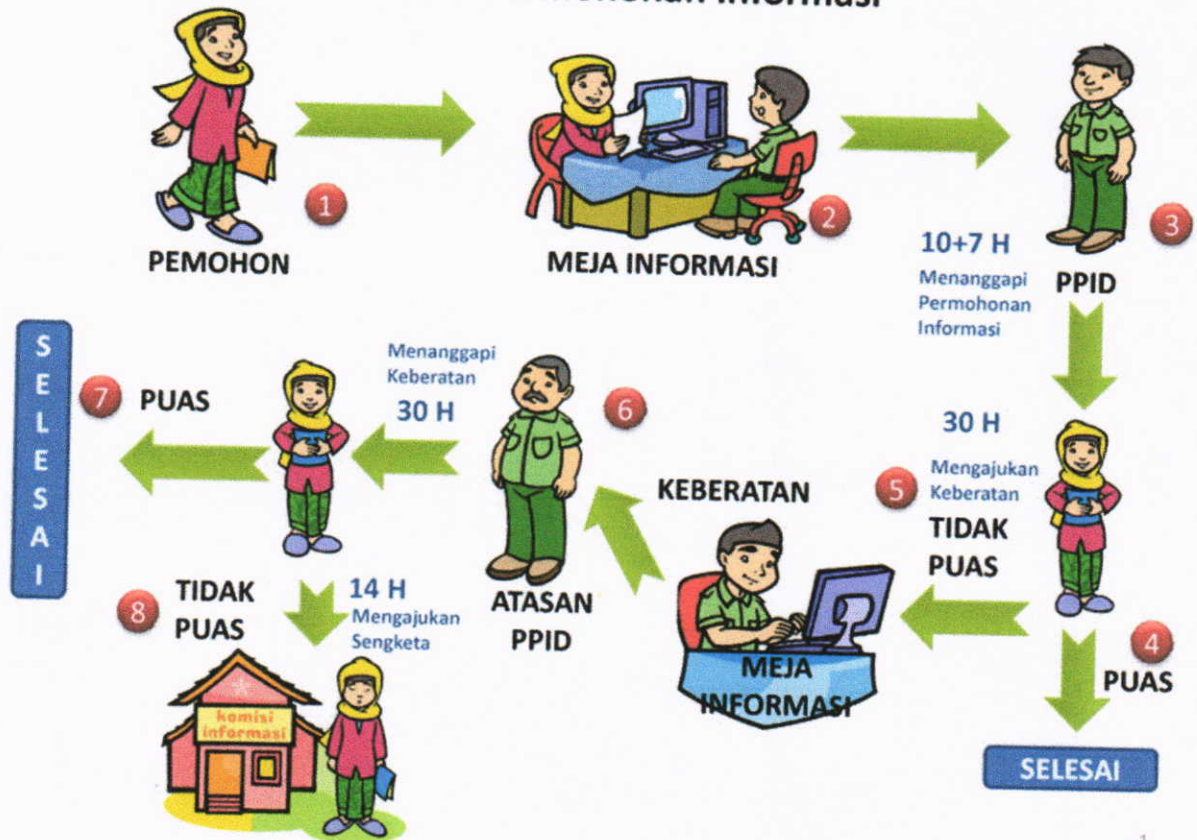 Informasi
1
PEMOHON
2
MEJA INFORMASI
3
10+7 H
Menanggapi
Permohonan
Informasi
PPID
30 H
5
Mengajukan
Keberatan
TIDAK
PUAS
4
PUAS
SELESAI
KEBERATAN
MEJA
INFORMASI
6
ATASAN
PPID
Menanggapi
Keberatan
30 H
7
PUAS
S
E
L
E
S
A
I
8
TIDAK
PUAS
14 H
Mengajukan
Sengketa
komisi
informasi
1